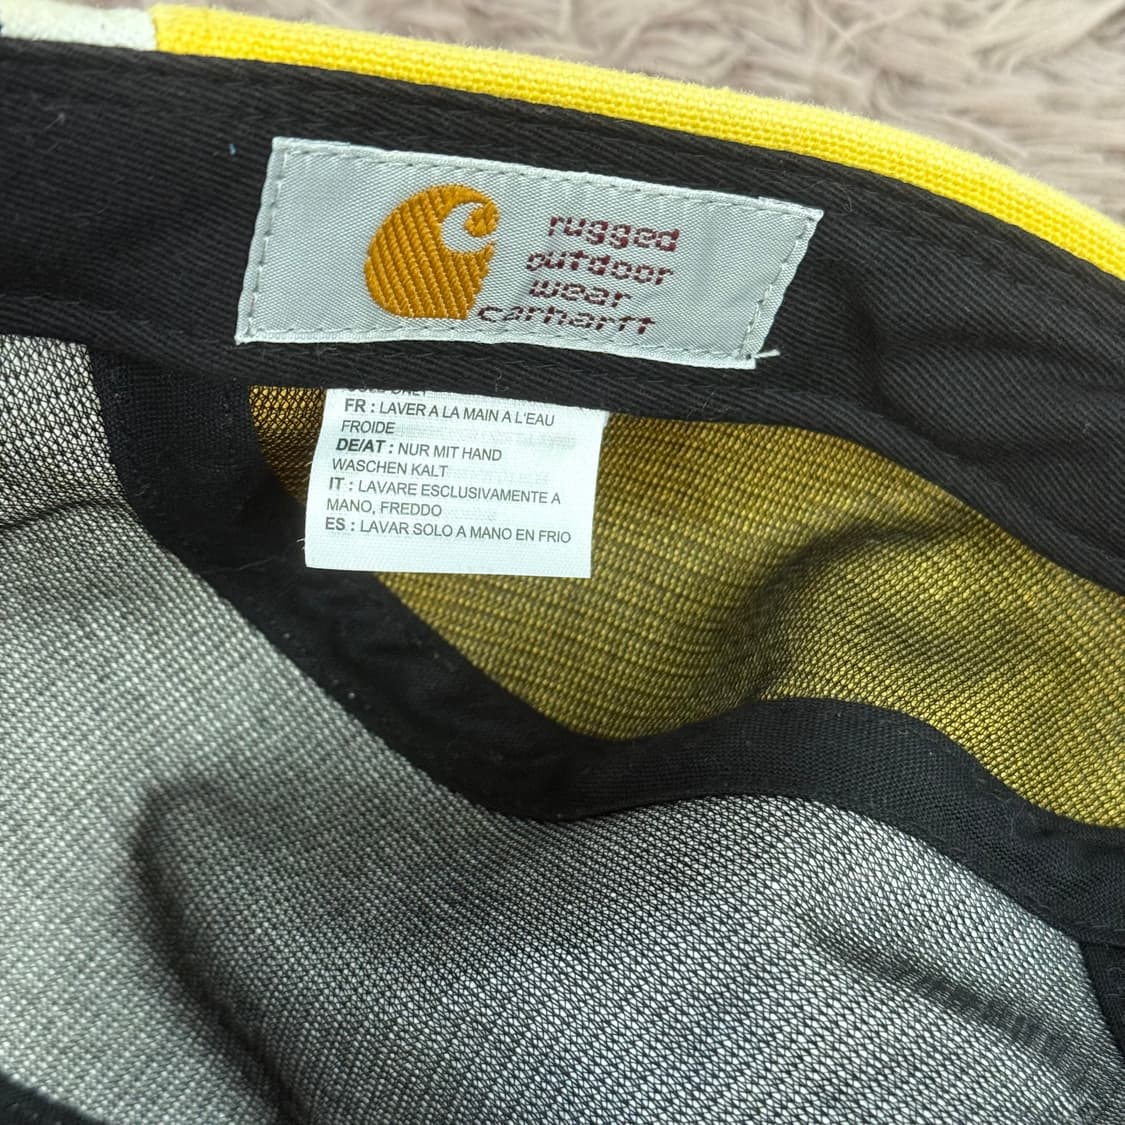 rugged
outdoor
wear
carhartt
FR : LAVER A LA MAIN A L'EAU
FROIDE
DE/AT : NUR MIT HAND
WASCHEN KALT
IT : LAVARE ESCLUSIVAMENTE A
MANO, FREDDO
ES : LAVAR SOLO A MANO EN FRIO